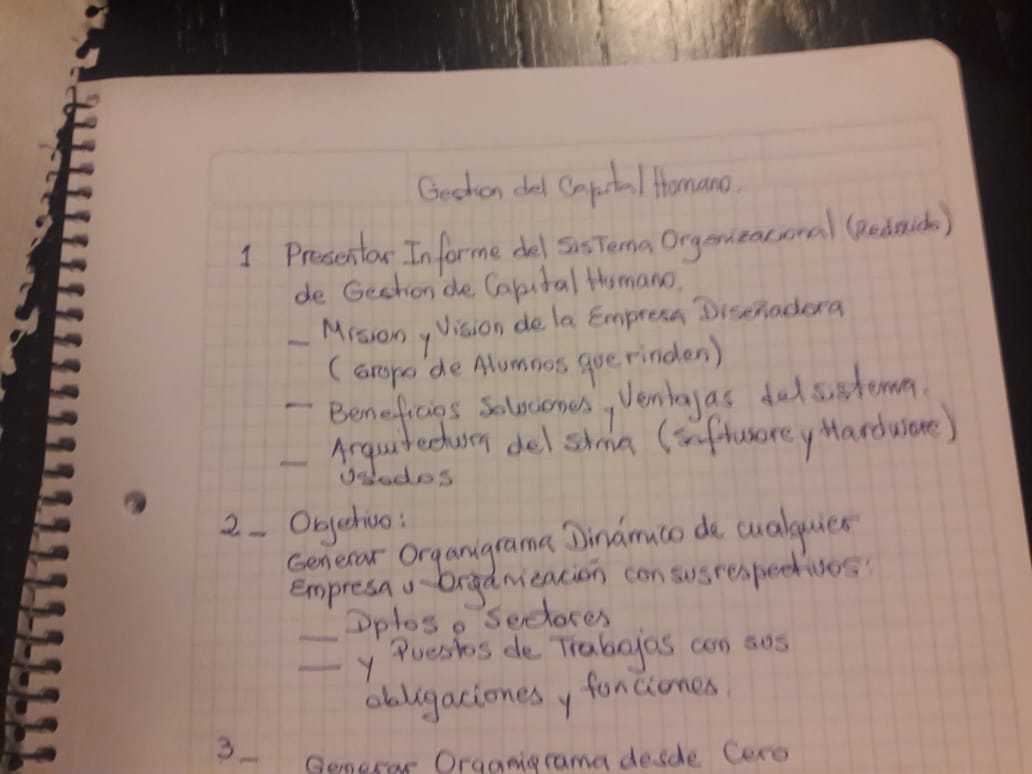 Gestion del Capital Humano.
1 Presentar Informe del Sistema Organizacional (Reducido)
de Gestion de Capital Humano.
— Mision y Vision de la Empresa Diseñadora
(Grupo de Alumnos que rinden)
— Beneficios Soluciones y Ventajas del sistema.
— Arquitectura del Stma (Software y Hardware)
Usados
2_ Objetivo:
Generar Organigrama Dinámico de cualquier
Empresa u Organización con sus respectivos:
— Dptos o Sectores
— y Puestos de Trabajos con sus
obligaciones y funciones.
3_ Generar Organigrama desde Cero